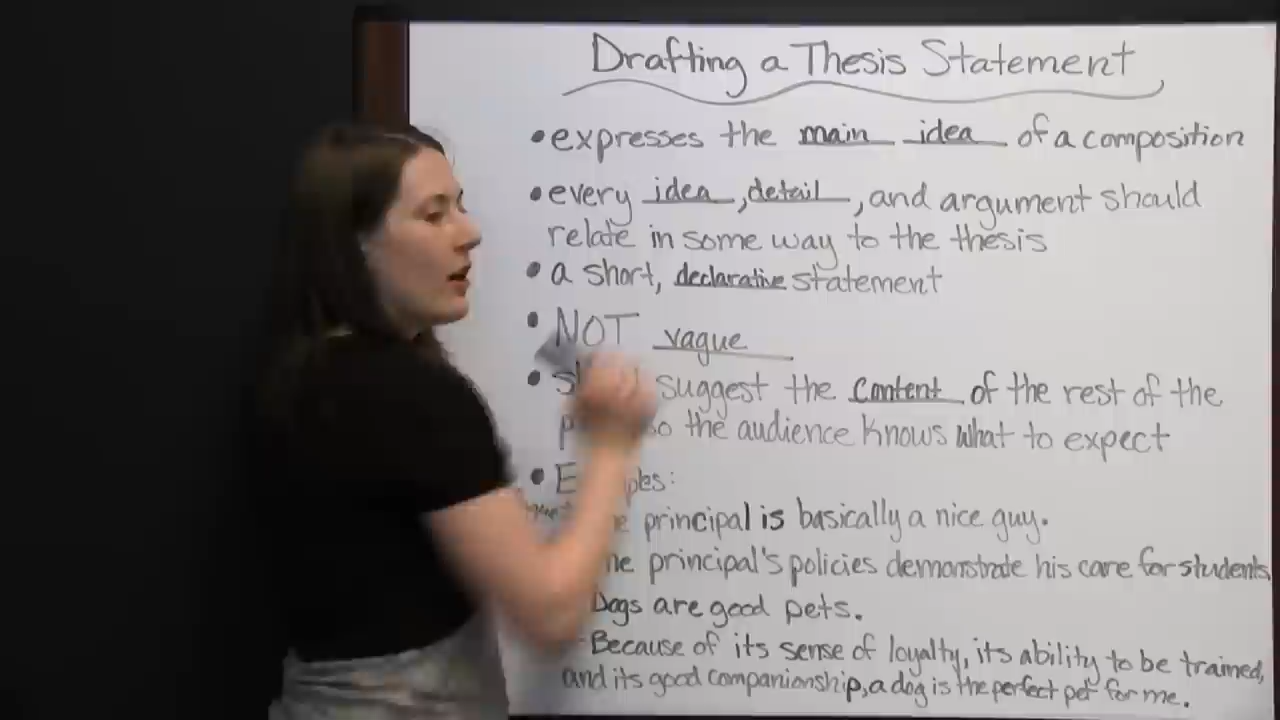 Drafting a Thesis Statement
• expresses the main idea of a composition
• every idea, detail, and argument should
relate in some way to the thesis
• a short, declarative statement
• NOT vague
• suggest the content of the rest of the
the audience knows what to expect
•
principal is basically a nice guy.
principal's policies demonstrate his care for students
Dogs are good pets.
Because of its sense of loyalty, its ability to be trained,
and its good companionship, a dog is the perfect pet for me.